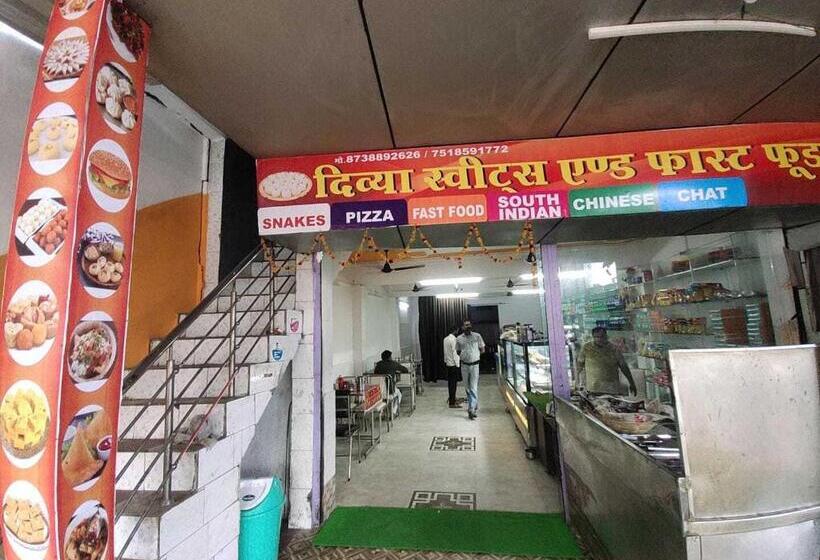 मो.8738892626 / 7518591772
दिव्या स्वीट्स एण्ड फास्ट फूड
SNAKES PIZZA FAST FOOD SOUTH INDIAN CHINESE CHAT